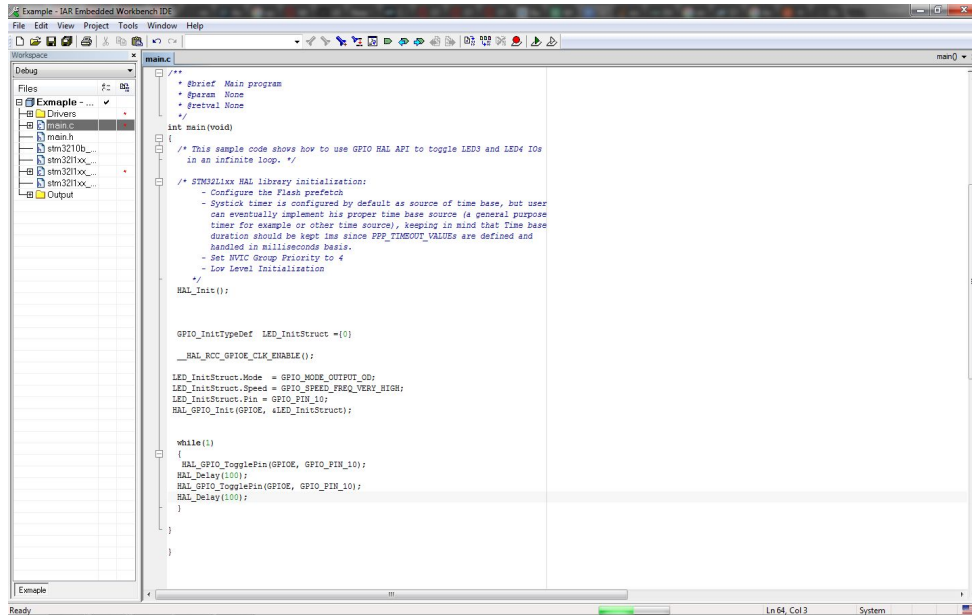 Example - IAR Embedded Workbench IDE
File Edit View Project Tools Window Help
Workspace
main.c
main()
Debug
Files
Exmaple - ...
Drivers
main.c
main.h
stm3210b_...
stm32l1xx_...
stm32l1xx_...
stm32l1xx_...
Output
Exmaple
/**
* @brief Main program
* @param None
* @retval None
*/
int main(void)
{
/* This sample code shows how to use GPIO HAL API to toggle LED3 and LED4 IOs
in an infinite loop. */
/* STM32L1xx HAL library initialization:
- Configure the Flash prefetch
- Systick timer is configured by default as source of time base, but user
can eventually implement his proper time base source (a general purpose
timer for example or other time source), keeping in mind that Time base
duration should be kept 1ms since PPP_TIMEOUT_VALUEs are defined and
handled in milliseconds basis.
- Set NVIC Group Priority to 4
- Low Level Initialization
*/
HAL_Init();
GPIO_InitTypeDef LED_InitStruct ={0}
__HAL_RCC_GPIOE_CLK_ENABLE();
LED_InitStruct.Mode = GPIO_MODE_OUTPUT_OD;
LED_InitStruct.Speed = GPIO_SPEED_FREQ_VERY_HIGH;
LED_InitStruct.Pin = GPIO_PIN_10;
HAL_GPIO_Init(GPIOE, &LED_InitStruct);
while(1)
{
HAL_GPIO_TogglePin(GPIOE, GPIO_PIN_10);
HAL_Delay(100);
HAL_GPIO_TogglePin(GPIOE, GPIO_PIN_10);
HAL_Delay(100);
}
}
}
Ready
Ln 64, Col 3
System